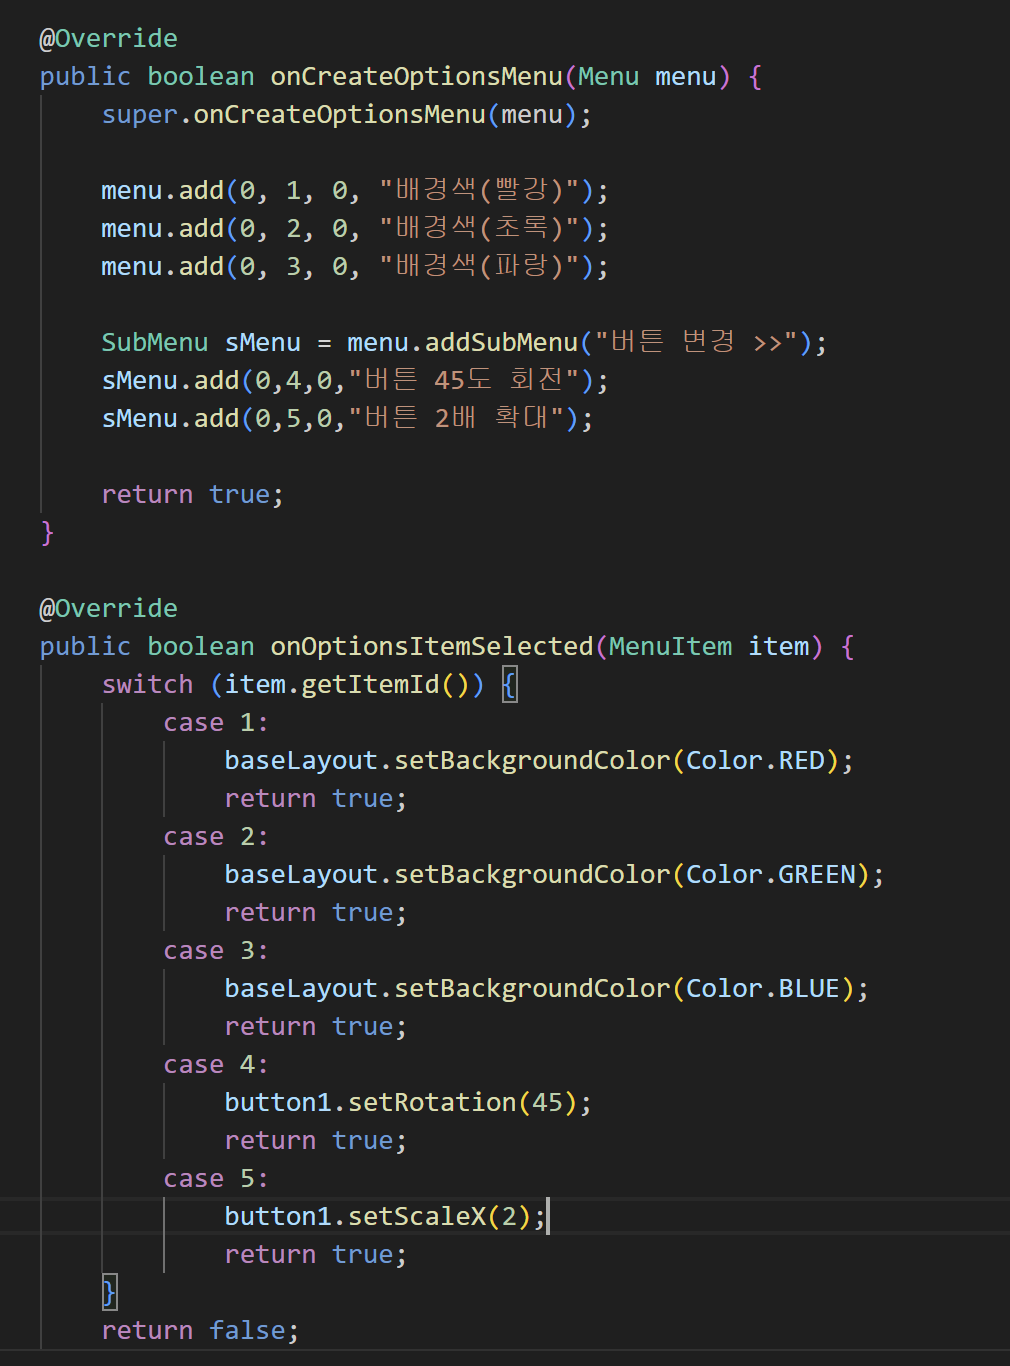 @Override
public boolean onCreateOptionsMenu(Menu menu) {
    super.onCreateOptionsMenu(menu);

    menu.add(0, 1, 0, "배경색(빨강)");
    menu.add(0, 2, 0, "배경색(초록)");
    menu.add(0, 3, 0, "배경색(파랑)");

    SubMenu sMenu = menu.addSubMenu("버튼 변경 >>");
    sMenu.add(0,4,0,"버튼 45도 회전");
    sMenu.add(0,5,0,"버튼 2배 확대");

    return true;
}

@Override
public boolean onOptionsItemSelected(MenuItem item) {
    switch (item.getItemId()) {
        case 1:
            baseLayout.setBackgroundColor(Color.RED);
            return true;
        case 2:
            baseLayout.setBackgroundColor(Color.GREEN);
            return true;
        case 3:
            baseLayout.setBackgroundColor(Color.BLUE);
            return true;
        case 4:
            button1.setRotation(45);
            return true;
        case 5:
            button1.setScaleX(2);
            return true;
    }
    return false;